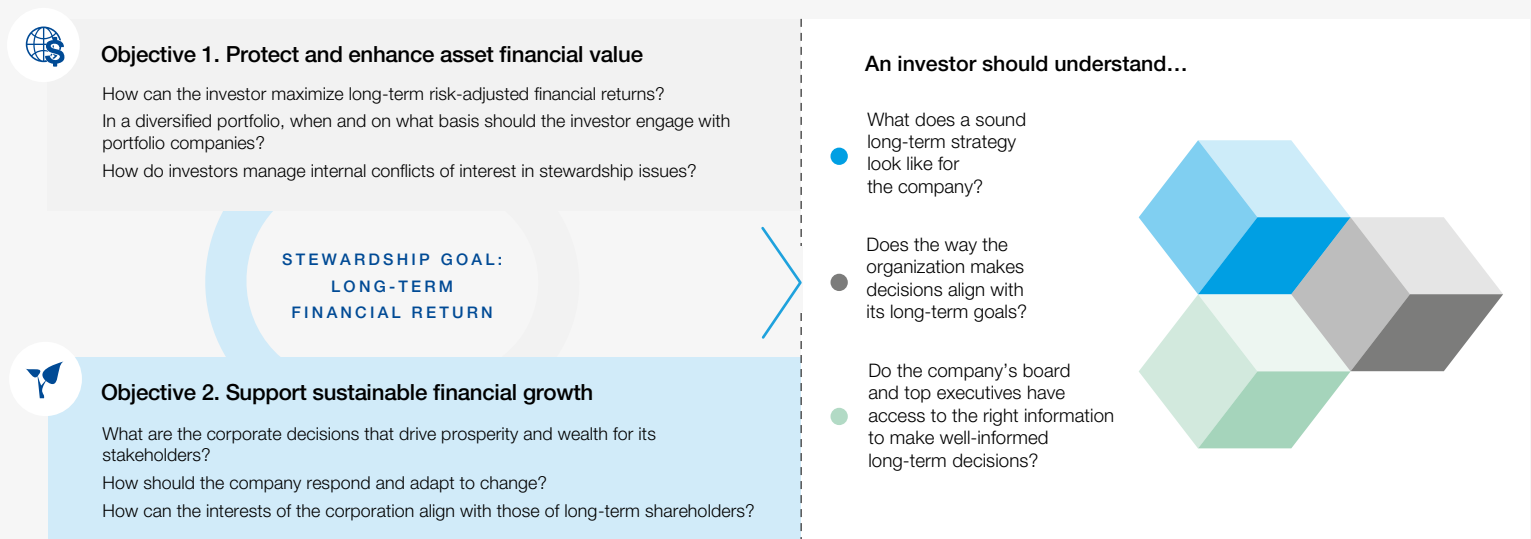 Objective 1. Protect and enhance asset financial value
How can the investor maximize long-term risk-adjusted financial returns?
In a diversified portfolio, when and on what basis should the investor engage with
portfolio companies?
How do investors manage internal conflicts of interest in stewardship issues?
STEWARDSHIP GOAL:
LONG-TERM
FINANCIAL RETURN
Objective 2. Support sustainable financial growth
What are the corporate decisions that drive prosperity and wealth for its
stakeholders?
How should the company respond and adapt to change?
How can the interests of the corporation align with those of long-term shareholders?
An investor should understand…
What does a sound
long-term strategy
look like for
the company?
Does the way the
organization makes
decisions align with
its long-term goals?
Do the company’s board
and top executives have
access to the right information
to make well-informed
long-term decisions?